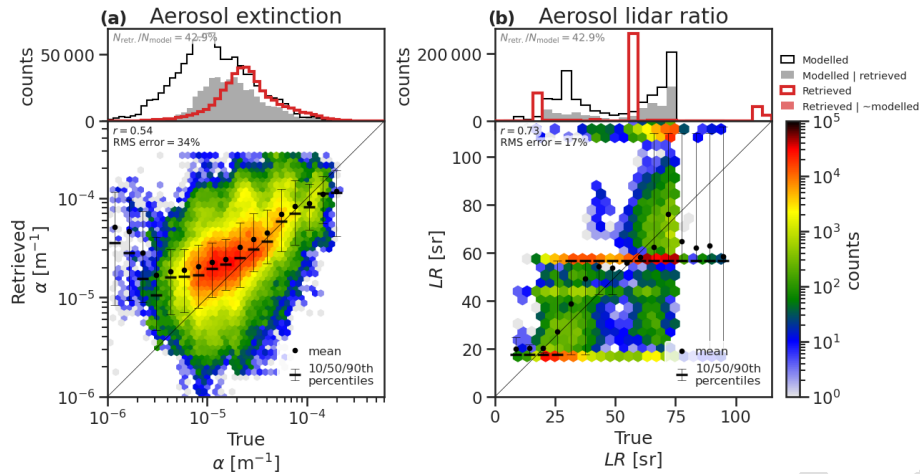 (a) Aerosol extinction
(b) Aerosol lidar ratio
N_retr./N_model = 42.9%
N_retr./N_model = 42.9%
50 000
0
counts
200 000
0
counts
Modelled
Modelled | retrieved
Retrieved
Retrieved | ~modelled
r = 0.54
RMS error = 34%
r = 0.73
RMS error = 17%
10⁻⁴
10⁻⁵
10⁻⁶
Retrieved
α [m⁻¹]
100
80
60
40
20
0
LR [sr]
mean
10/50/90th
percentiles
mean
10/50/90th
percentiles
10⁻⁶
10⁻⁵
10⁻⁴
0
25
50
75
100
True
α [m⁻¹]
True
LR [sr]
10⁵
10⁴
10³
10²
10¹
10⁰
counts